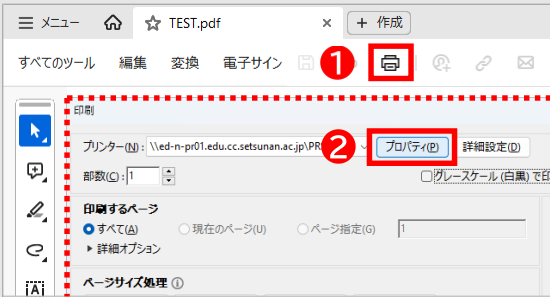 メニュー TEST.pdf × + 作成
すべてのツール 編集 変換 電子サイン 1
印刷
プリンター(N): \\ed-n-pr01.edu.cc.setsunan.ac.jp\PR 2 プロパティ(P) 詳細設定(D)
部数(C): 1 グレースケール (白黒) で印
印刷するページ
すべて(A) 現在のページ(U) ページ指定(G) 1
詳細オプション
ページサイズ処理